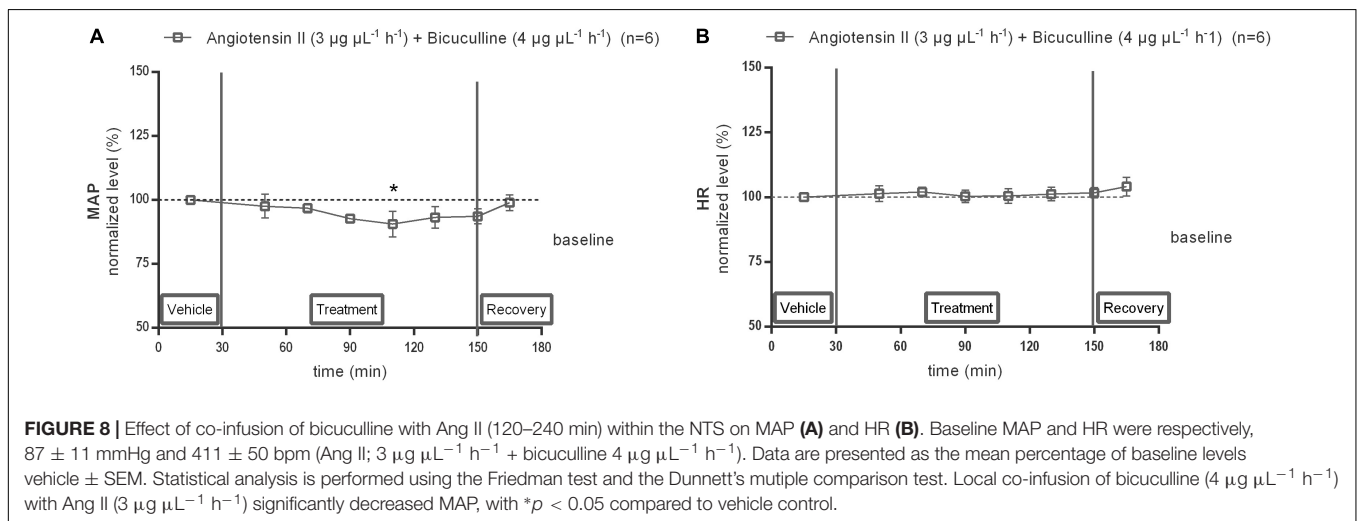 A
Angiotensin II (3 µg µL-1 h-1) + Bicuculline (4 µg µL-1 h-1) (n=6)
MAP
normalized level (%)
150
125
100
75
50
*
baseline
Vehicle
Treatment
Recovery
0 30 60 90 120 150 180
time (min)
B
Angiotensin II (3 µg µL-1 h-1) + Bicuculline (4 µg µL-1 h-1) (n=6)
HR
normalized level (%)
150
125
100
75
50
baseline
Vehicle
Treatment
Recovery
0 30 60 90 120 150 180
time (min)
FIGURE 8 | Effect of co-infusion of bicuculline with Ang II (120–240 min) within the NTS on MAP (A) and HR (B). Baseline MAP and HR were respectively,
87 ± 11 mmHg and 411 ± 50 bpm (Ang II; 3 µg µL−1 h−1 + bicuculline 4 µg µL−1 h−1). Data are presented as the mean percentage of baseline levels
vehicle ± SEM. Statistical analysis is performed using the Friedman test and the Dunnett's mutiple comparison test. Local co-infusion of bicuculline (4 µg µL−1 h−1)
with Ang II (3 µg µL−1 h−1) significantly decreased MAP, with *p < 0.05 compared to vehicle control.